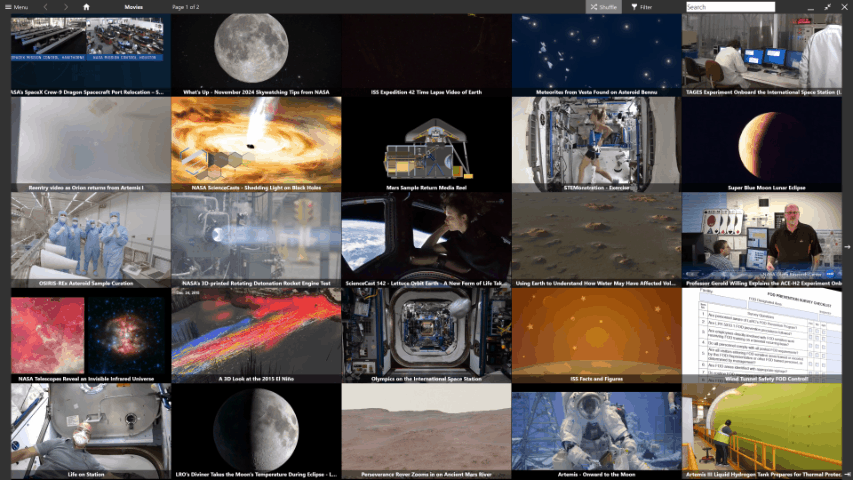 Menu
Movies
Page 1 of 2
Shuffle
Filter
Search
ASA's SpaceX Crew-9 Dragon Spacecraft Port Relocation – S...
What's Up - November 2024 Skywatching Tips from NASA
ISS Expedition 42 Time Lapse Video of Earth
Meteorites from Vesta Found on Asteroid Bennu
TAGES Experiment Onboard the International Space Station (I
Reentry video as Orion returns from Artemis I
NASA ScienceCasts - Shedding Light on Black Holes
Mars Sample Return Media Reel
STEMonstration - Exercise
Super Blue Moon Lunar Eclipse
OSIRIS-REx Asteroid Sample Curation
NASA's 3D-printed Rotating Detonation Rocket Engine Test
ScienceCast 142 - Lettuce Orbit Earth - A New Form of Life Tak...
Using Earth to Understand How Water May Have Affected Vol...
Professor Gerold Willing Explains the ACE-H2 Experiment Onb
NASA Telescopes Reveal an Invisible Infrared Universe
A 3D Look at the 2015 El Niño
Olympics on the International Space Station
ISS Facts and Figures
Wind Tunnel Safety FOD Control!
Life on Station
LRO's Diviner Takes the Moon's Temperature During Eclipse - L...
Perseverance Rover Zooms in on Ancient Mars River
Artemis - Onward to the Moon
Artemis III Liquid Hydrogen Tank Prepares for Thermal Protec